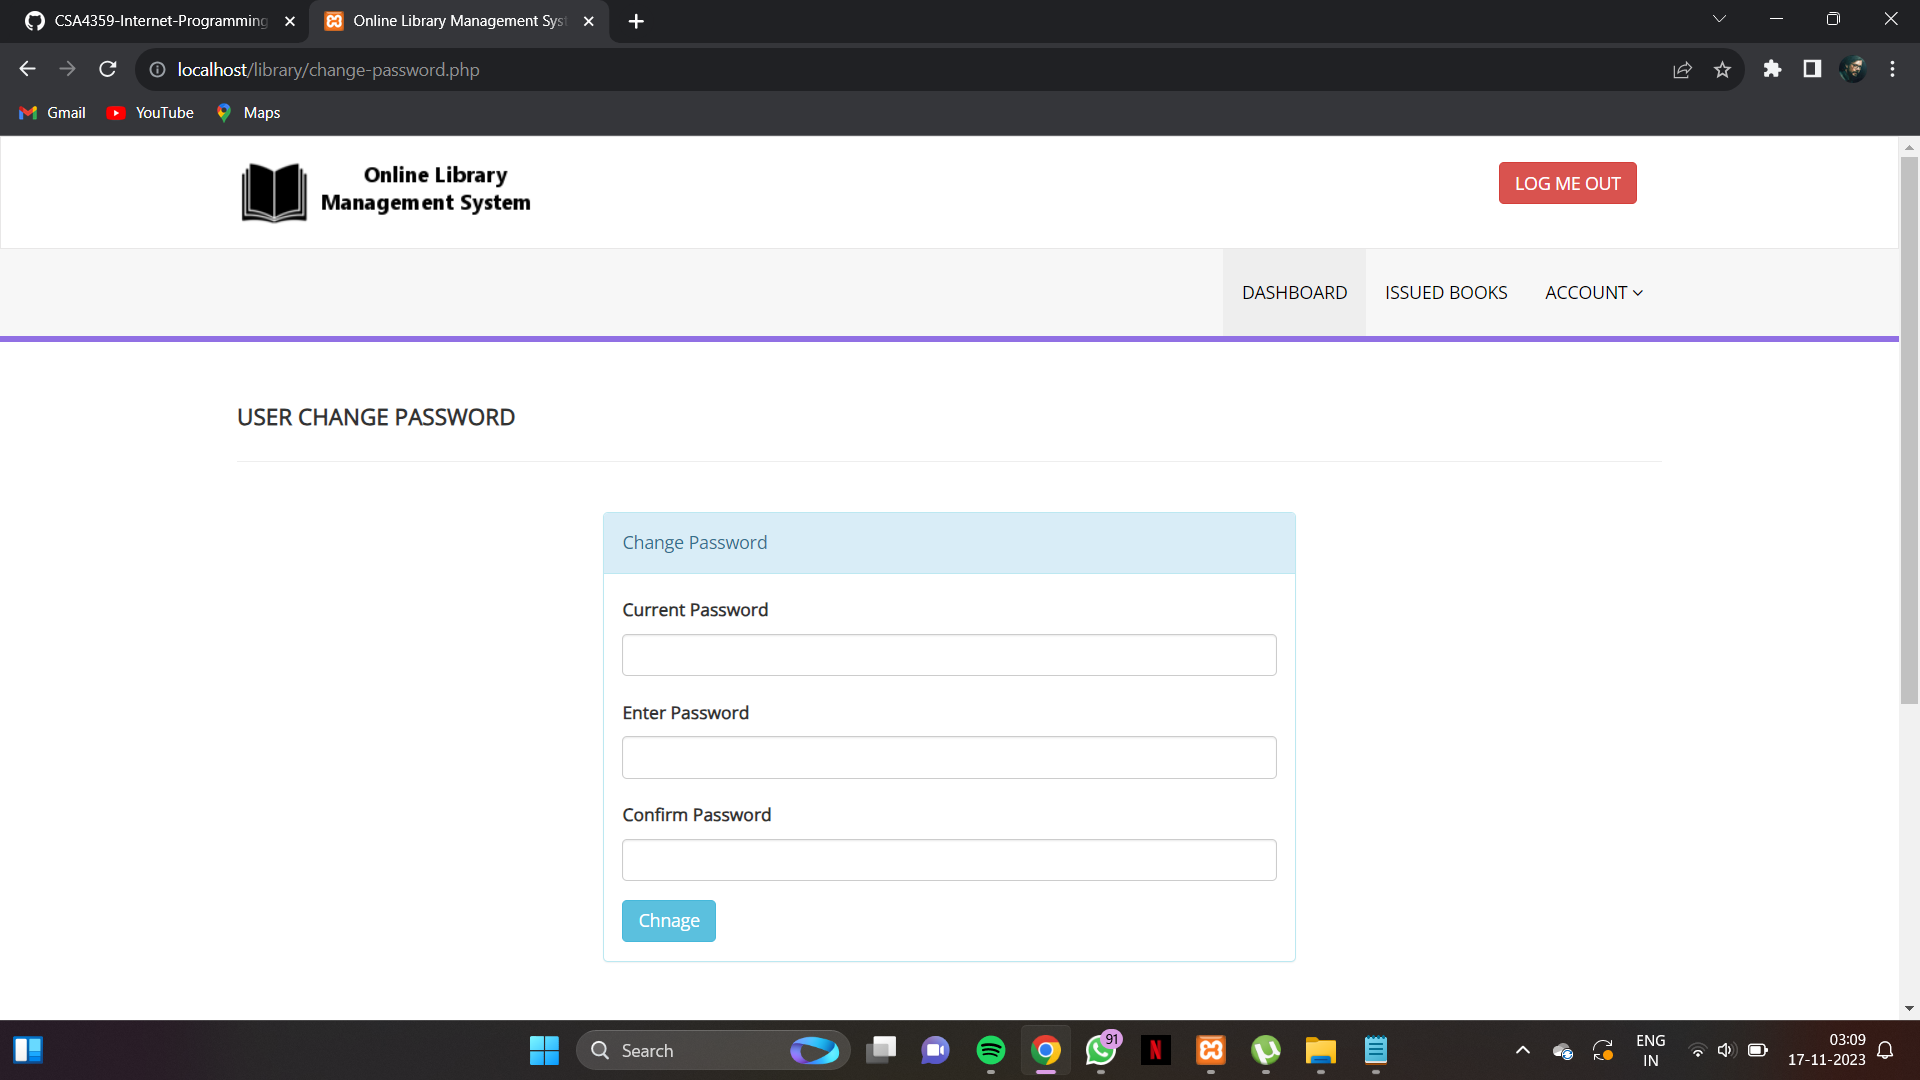 CSA4359-Internet-Programming
Online Library Management Syst
localhost/library/change-password.php
Gmail
YouTube
Maps
Online Library
Management System
LOG ME OUT
DASHBOARD
ISSUED BOOKS
ACCOUNT
USER CHANGE PASSWORD
Change Password
Current Password
Enter Password
Confirm Password
Chnage
Search
91
N
ENG
IN
03:09
17-11-2023